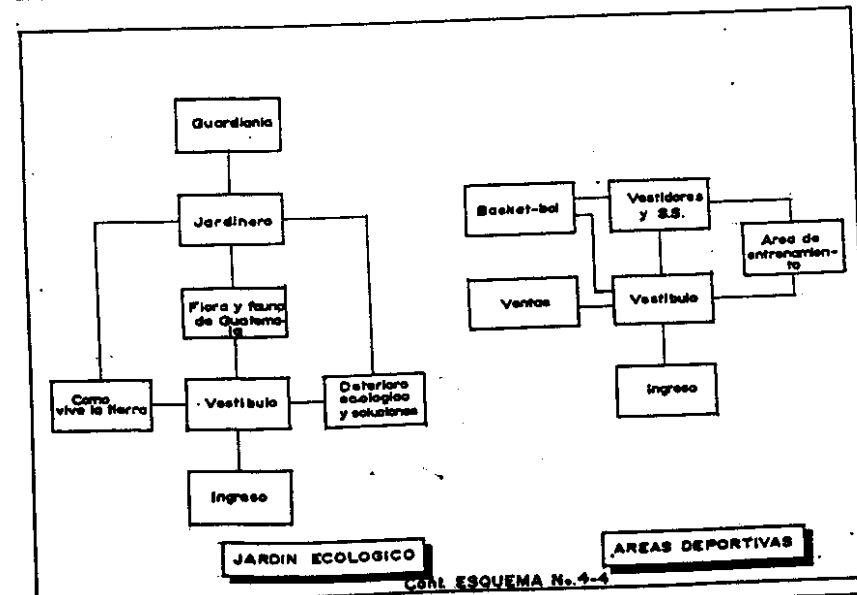 Guardiania
Jardinero
Flora y fauna
de Guatema-
la
Como
vive la tierra
Vestibulo
Deterioro
ecologico
y soluciones
Ingreso
JARDIN ECOLOGICO
Basket-bol
Vestidores
y S.S.
Area de
entrenamien-
to
Ventas
Vestibulo
Ingreso
AREAS DEPORTIVAS
Cont. ESQUEMA No. 4-4